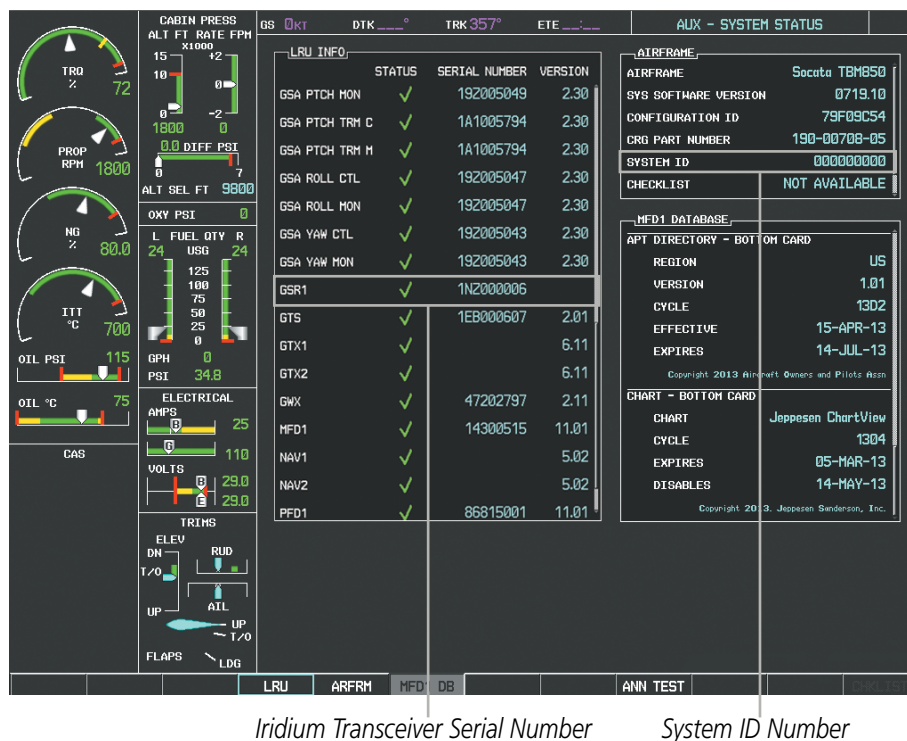 GS 0KT DTK ___° TRK 357° ETE __:__ AUX - SYSTEM STATUS
TRQ
%
72
PROP
RPM
1800
NG
%
80.0
ITT
°C
700
OIL PSI 115
OIL °C 75
CAS
CABIN PRESS
ALT FT RATE FPM
X1000
15 +2
10 0
0 -2
1800 0
0.0 DIFF PSI
0 7
ALT SEL FT 9800
OXY PSI 0
L FUEL QTY R
24 USG 24
125
100
75
50
25
0
GPH 0
PSI 34.8
ELECTRICAL
AMPS
B 25
G 110
VOLTS
B 29.0
E 29.0
TRIMS
ELEV
DN RUD
T/O
UP AIL
UP
T/O
FLAPS LDG
LRU INFO
STATUS SERIAL NUMBER VERSION
GSA PTCH MON ✓ 192005049 2.30
GSA PTCH TRM C ✓ 1A1005794 2.30
GSA PTCH TRM M ✓ 1A1005794 2.30
GSA ROLL CTL ✓ 192005047 2.30
GSA ROLL MON ✓ 192005047 2.30
GSA YAW CTL ✓ 192005043 2.30
GSA YAW MON ✓ 192005043 2.30
GSR1 ✓ 1N2000006
GTS ✓ 1EB000607 2.01
GTX1 ✓ 6.11
GTX2 ✓ 6.11
GWX ✓ 47202797 2.11
MFD1 ✓ 14300515 11.01
NAV1 ✓ 5.02
NAV2 ✓ 5.02
PFD1 ✓ 86815001 11.01
AIRFRAME
AIRFRAME Socata TBM850
SYS SOFTWARE VERSION 0719.10
CONFIGURATION ID 79F09C54
CRG PART NUMBER 190-00708-05
SYSTEM ID 000000000
CHECKLIST NOT AVAILABLE
MFD1 DATABASE
APT DIRECTORY - BOTTOM CARD
REGION US
VERSION 1.01
CYCLE 13D2
EFFECTIVE 15-APR-13
EXPIRES 14-JUL-13
Copyright 2013 Aircraft Owners and Pilots Assn
CHART - BOTTOM CARD
CHART Jeppesen ChartView
CYCLE 1304
EXPIRES 05-MAR-13
DISABLES 14-MAY-13
Copyright 2013. Jeppesen Sanderson, Inc.
LRU ARFRM MFD1 DB ANN TEST CHKLIST
Iridium Transceiver Serial Number System ID Number